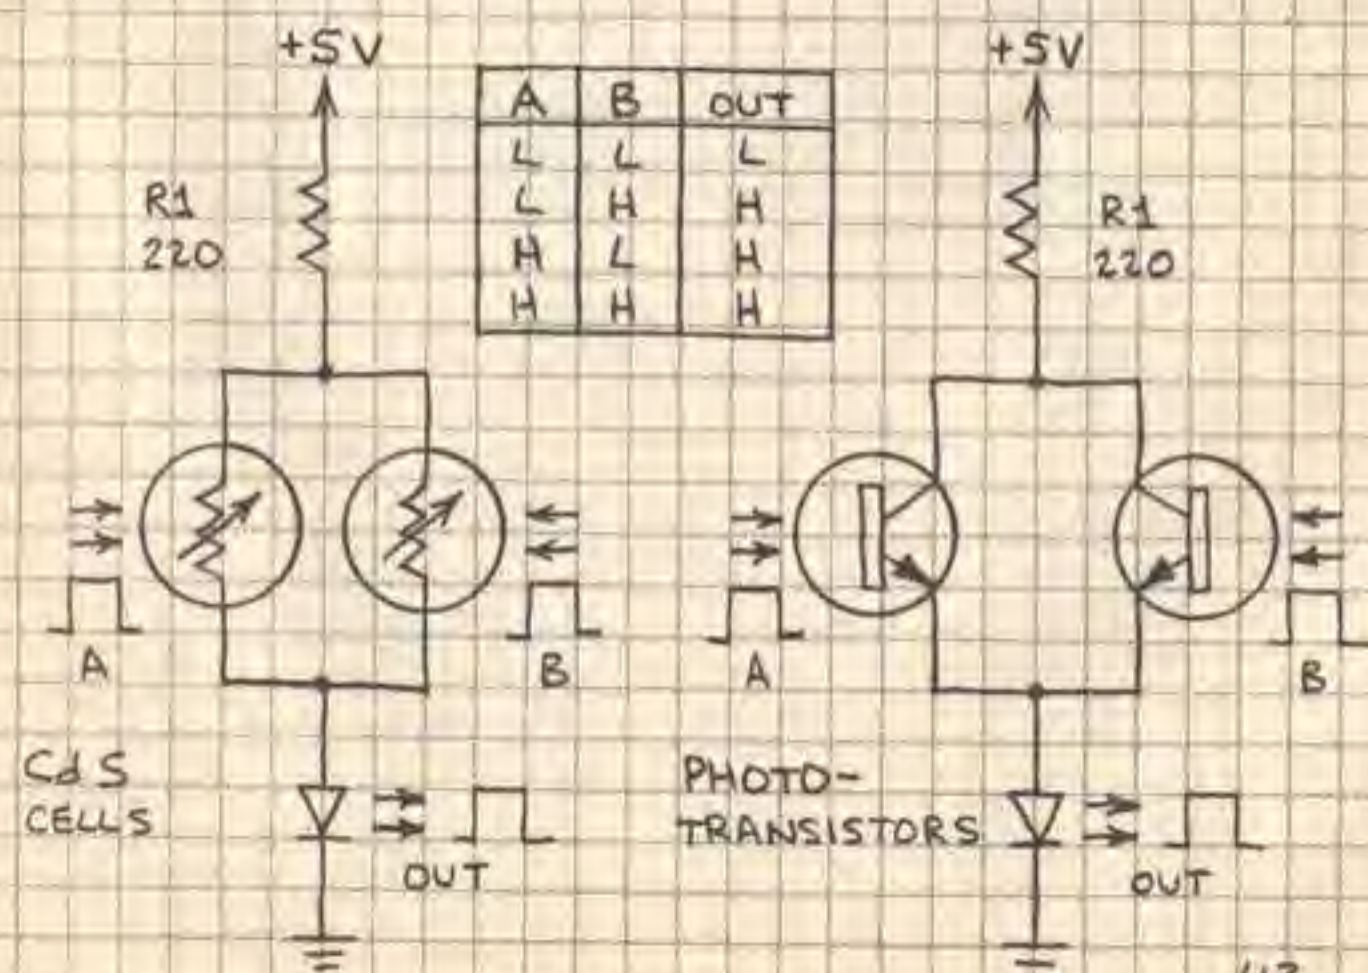 +5V
R1
220
A B OUT
L L L
L H H
H L H
H H H
+5V
R1
220
A
B
A
B
CdS
CELLS
OUT
PHOTO-
TRANSISTORS
OUT